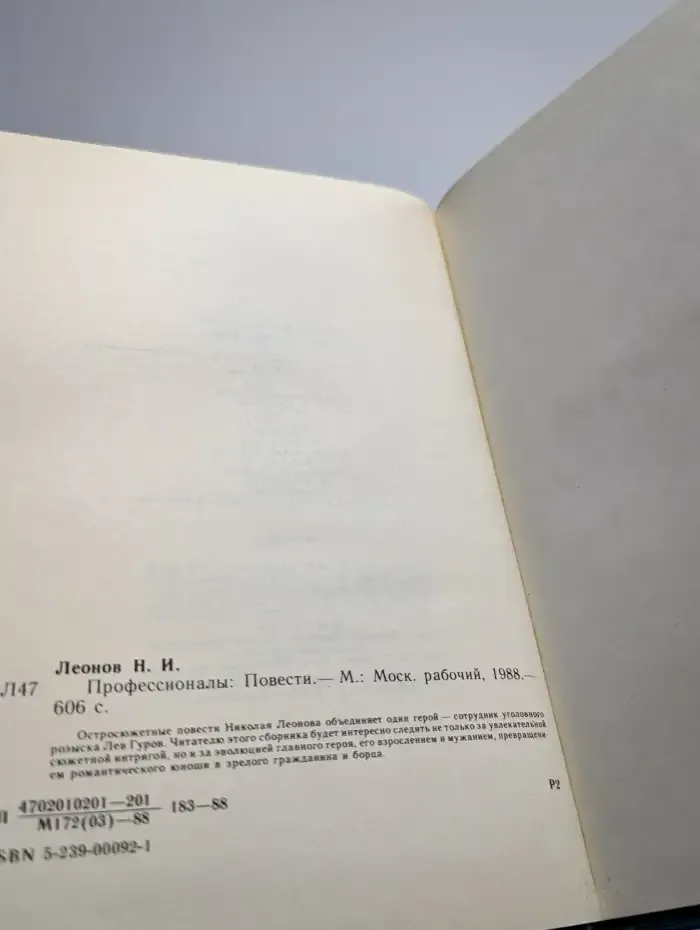 Леонов Н. И.
Л47 Профессионалы: Повести.— М.: Моск. рабочий, 1988.—
606 с.
Остросюжетные повести Николая Леонова объединяет один герой — сотрудник уголовного
розыска Лев Гуров. Читателю этого сборника будет интересно следить не только за увлекательной
сюжетной интригой, но и за эволюцией главного героя, его взрослением и мужанием, превращени-
ем романтического юноши в зрелого гражданина и борца.
Р2
Л 4702010201—201
М172(03)—88 183—88
ISBN 5-239-00092-1